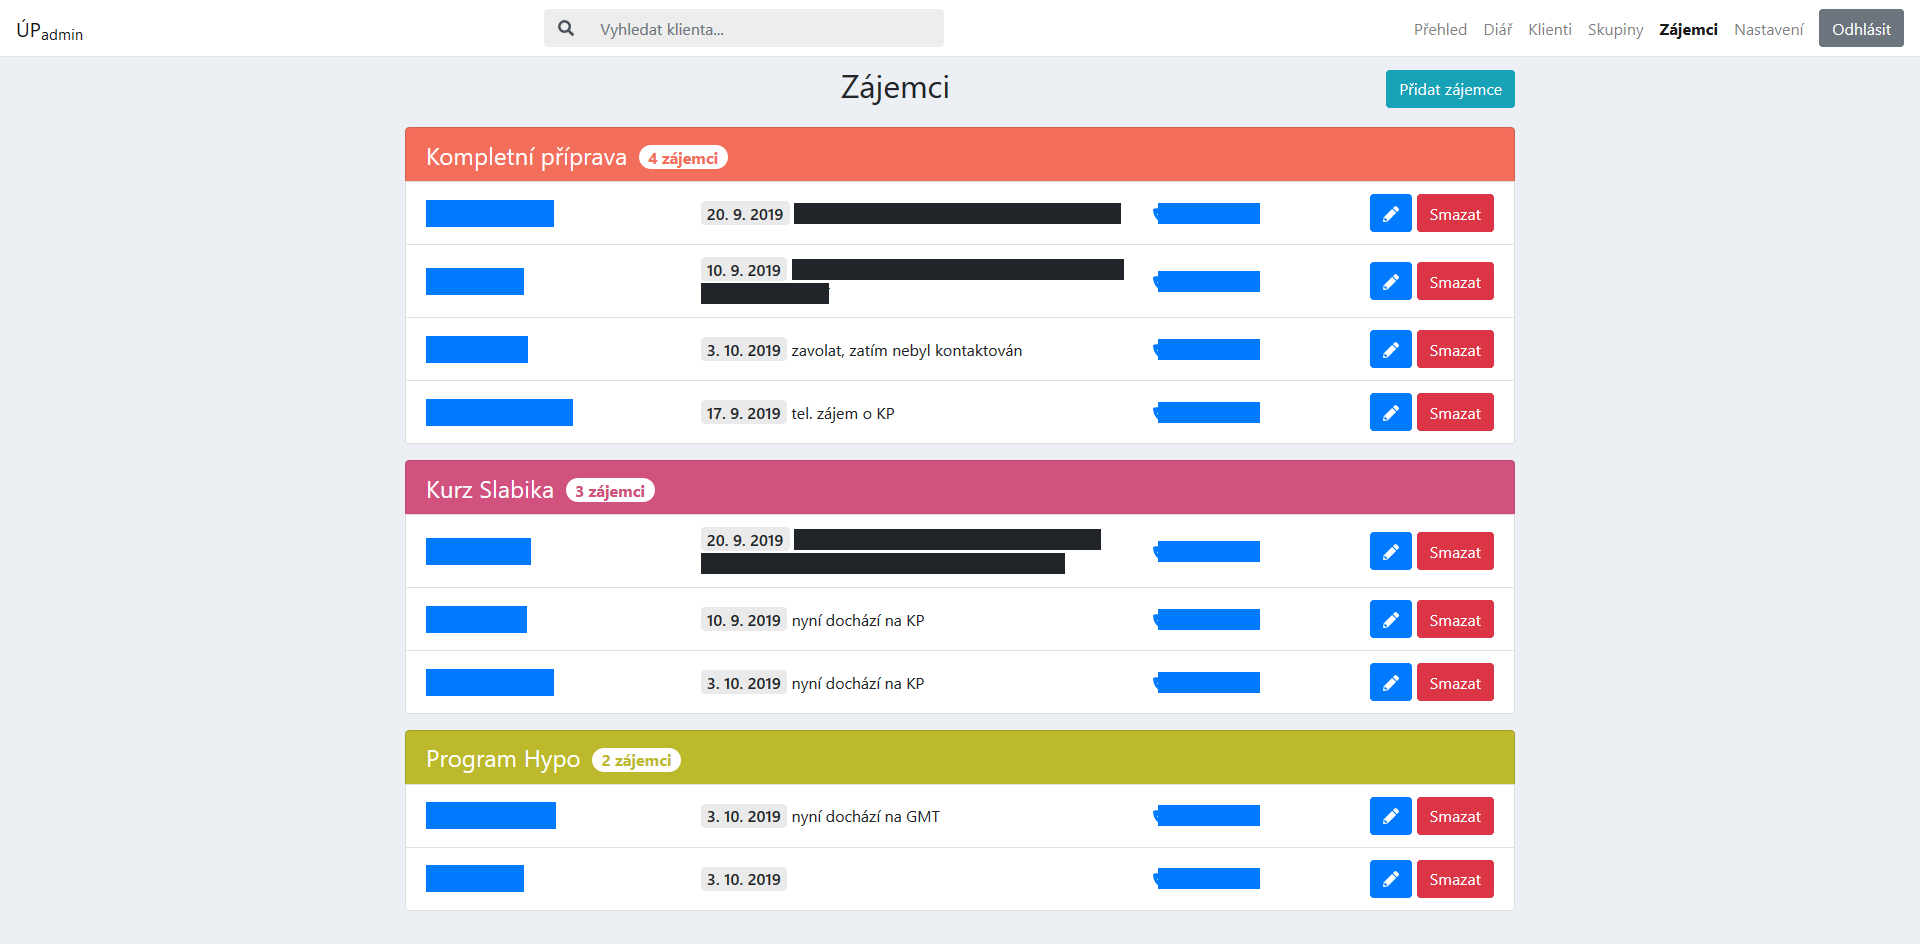 ÚPadmin
Vyhledat klienta...
Přehled Diář Klienti Skupiny Zájemci Nastavení Odhlásit
Zájemci
Přidat zájemce
Kompletní příprava 4 zájemci
20. 9. 2019 Smazat
10. 9. 2019 Smazat
3. 10. 2019 zavolat, zatím nebyl kontaktován Smazat
17. 9. 2019 tel. zájem o KP Smazat
Kurz Slabika 3 zájemci
20. 9. 2019 Smazat
10. 9. 2019 nyní dochází na KP Smazat
3. 10. 2019 nyní dochází na KP Smazat
Program Hypo 2 zájemci
3. 10. 2019 nyní dochází na GMT Smazat
3. 10. 2019 Smazat